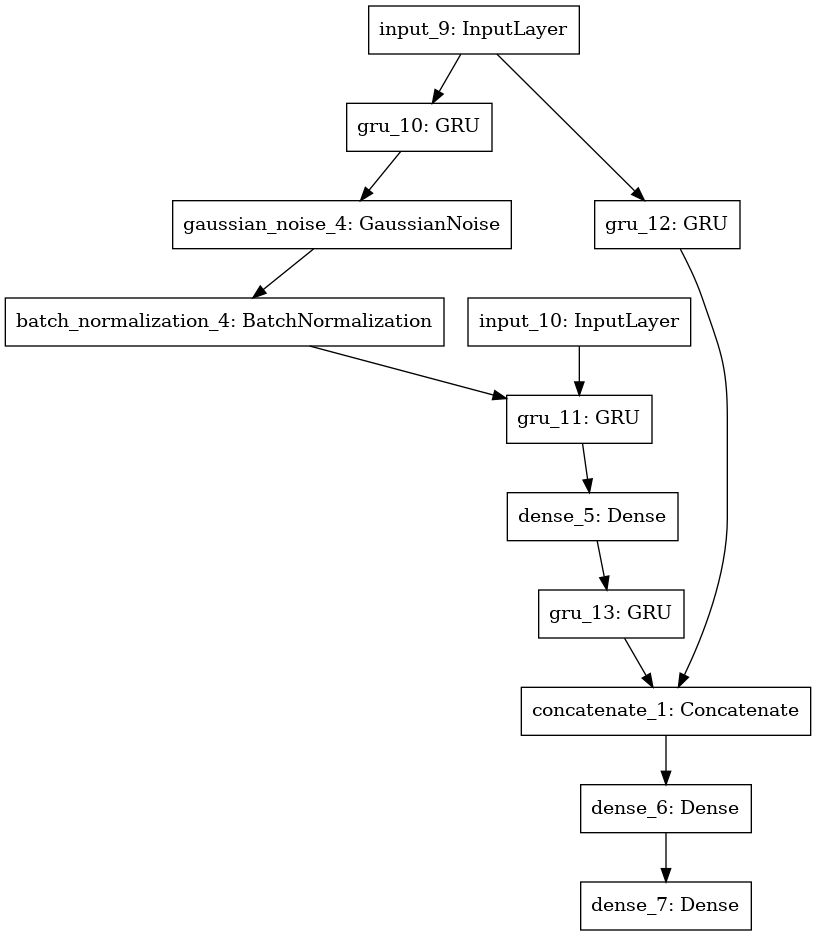 input_9: InputLayer
gru_10: GRU
gaussian_noise_4: GaussianNoise
gru_12: GRU
batch_normalization_4: BatchNormalization
input_10: InputLayer
gru_11: GRU
dense_5: Dense
gru_13: GRU
concatenate_1: Concatenate
dense_6: Dense
dense_7: Dense